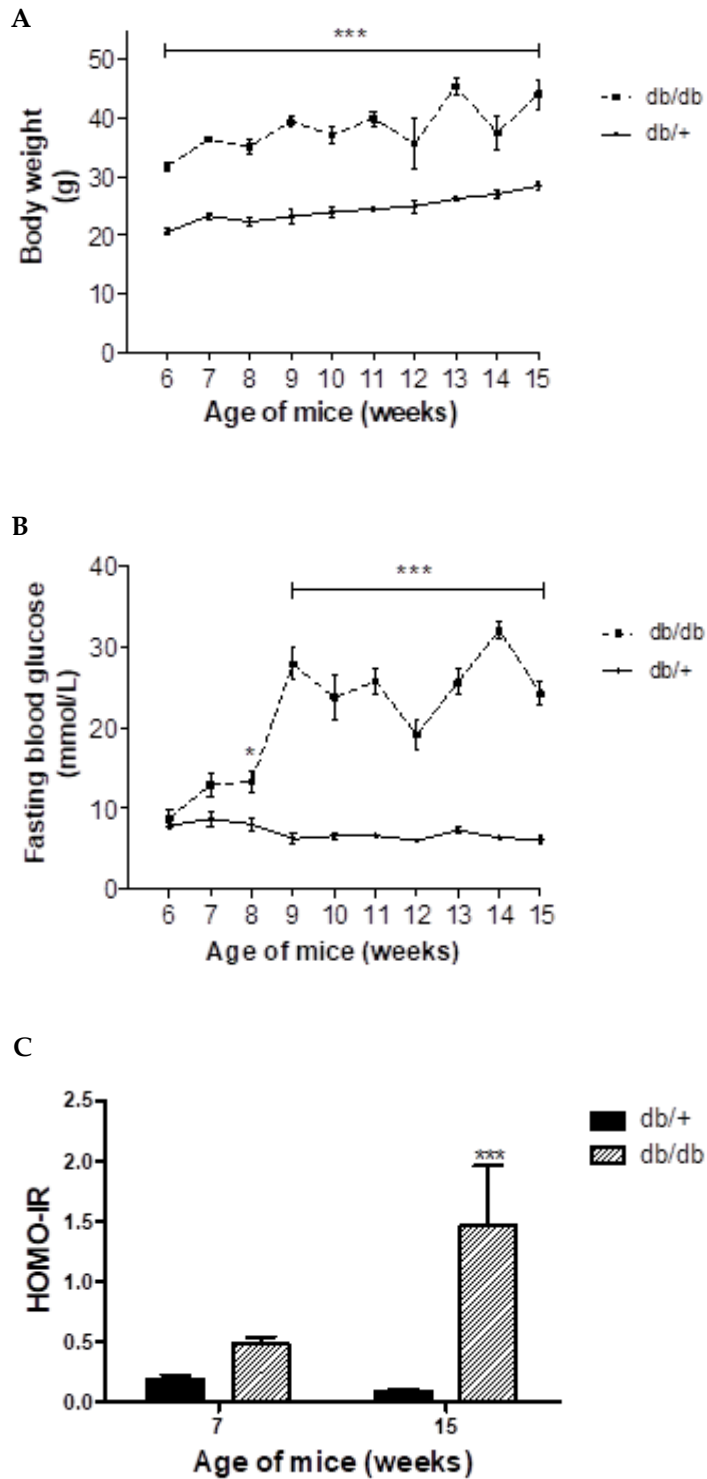 A
***
50
40
30
20
10
0
Body weight
(g)
6 7 8 9 10 11 12 13 14 15
Age of mice (weeks)
db/db
db/+
B
***
*
40
30
20
10
0
Fasting blood glucose
(mmol/L)
6 7 8 9 10 11 12 13 14 15
Age of mice (weeks)
db/db
db/+
C
***
2.5
2.0
1.5
1.0
0.5
0.0
HOMO-IR
7 15
Age of mice (weeks)
db/+
db/db